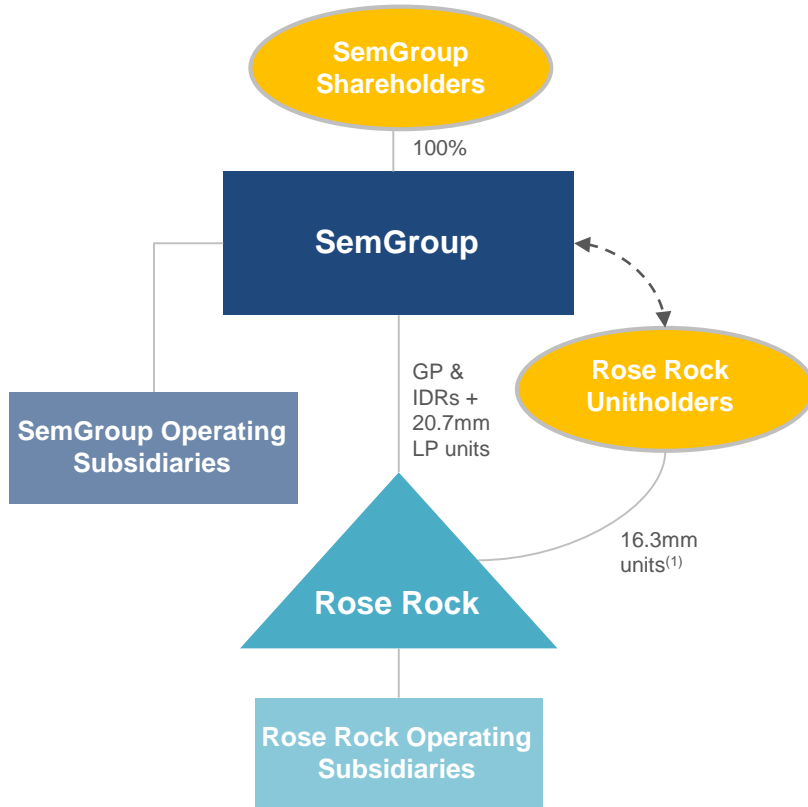 SemGroup
Shareholders
100%
SemGroup
GP &
IDRs +
20.7mm
LP units
Rose Rock
Unitholders
SemGroup Operating
Subsidiaries
16.3mm
units(1)
Rose Rock
Rose Rock Operating
Subsidiaries